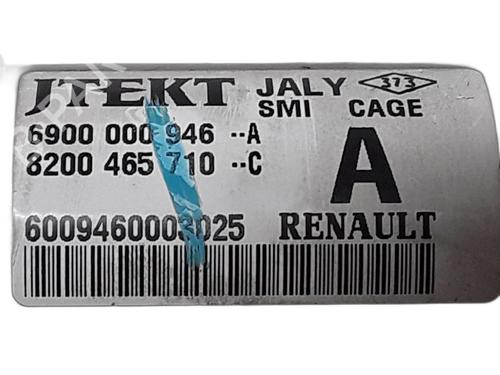 JTEKT JALY 373
SMI CAGE
6900 000 946 --A
8200 465 710 --C
A
6009460003025 RENAULT